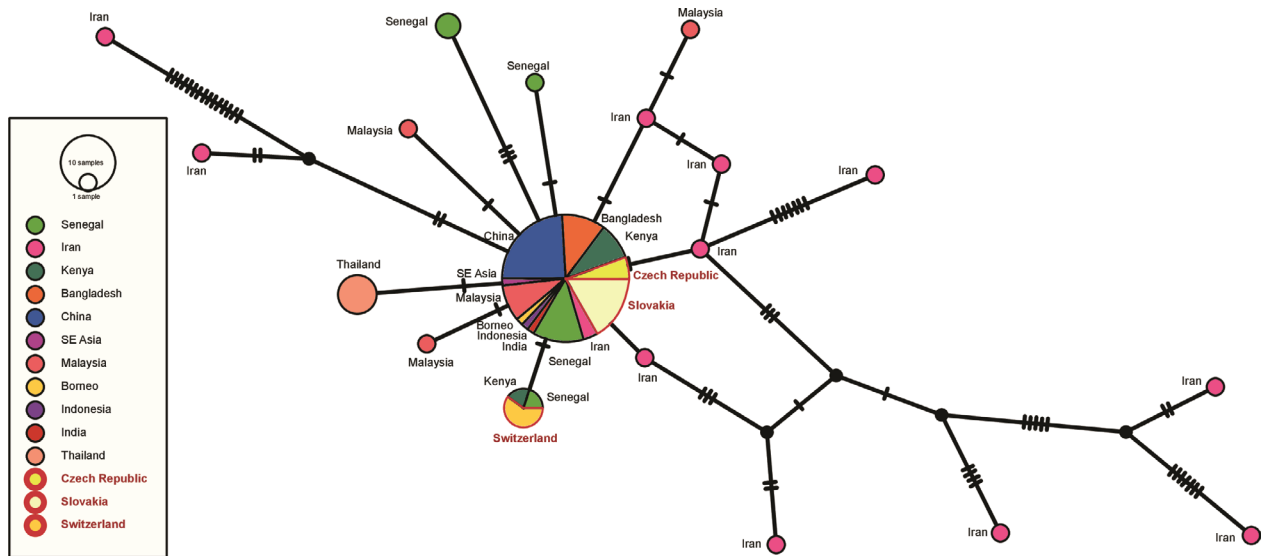 Iran
Senegal
Malaysia
Senegal
Malaysia
Iran
Iran
Iran
Iran
Bangladesh
Kenya
China
Iran
Thailand
SE Asia
Czech Republic
Malaysia
Slovakia
Borneo
Indonesia
India
Iran
Senegal
Malaysia
Iran
Kenya
Senegal
Switzerland
Iran
Iran
Iran
Iran
10 samples
1 sample
Senegal
Iran
Kenya
Bangladesh
China
SE Asia
Malaysia
Borneo
Indonesia
India
Thailand
Czech Republic
Slovakia
Switzerland